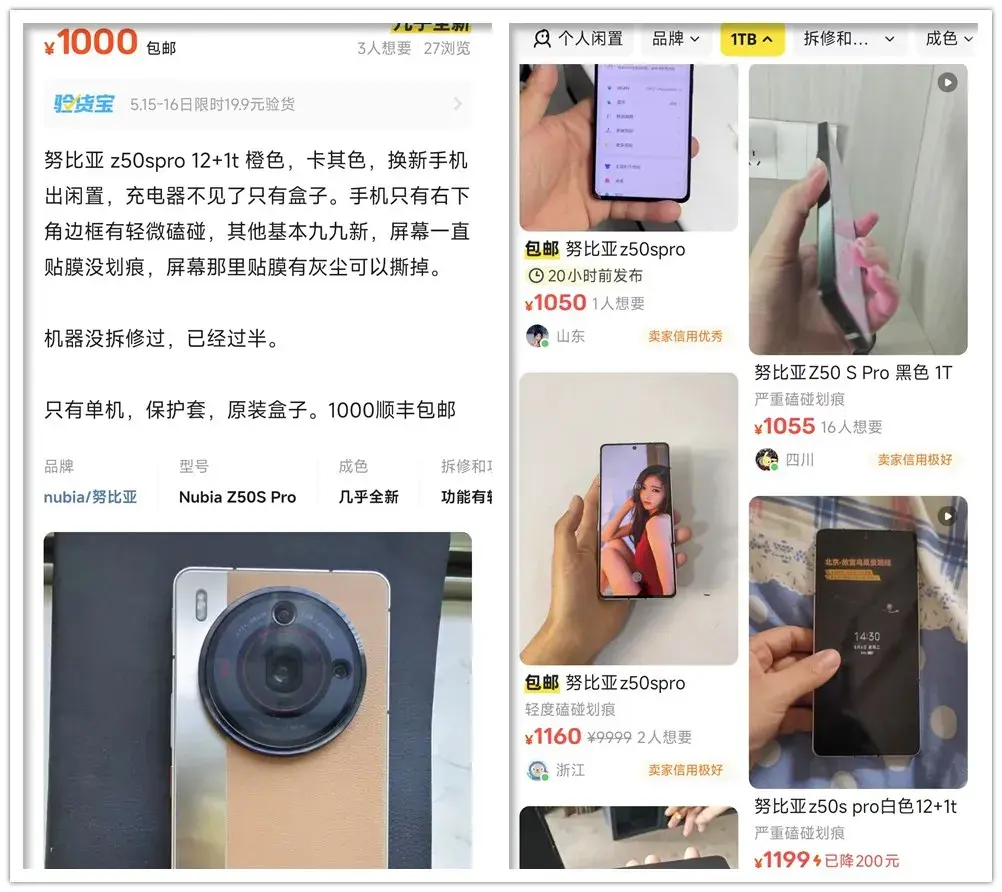 几乎全新
¥1000 包邮
3人想要 27浏览
验货宝 5.15-16日限时19.9元验货
努比亚 z50spro 12+1t 橙色，卡其色，换新手机
出闲置，充电器不见了只有盒子。手机只有右下
角边框有轻微磕碰，其他基本九九新，屏幕一直
贴膜没划痕，屏幕那里贴膜有灰尘可以撕掉。
机器没拆修过，已经过半。
只有单机，保护套，原装盒子。1000顺丰包邮
品牌 型号 成色 拆修和
nubia/努比亚 Nubia Z50S Pro 几乎全新 功能有
个人闲置 品牌 1TB 拆修和... 成色
包邮 努比亚z50spro
20小时前发布
¥1050 1人想要
山东 卖家信用优秀
努比亚Z50 S Pro 黑色 1T
严重磕碰划痕
¥1055 16人想要
四川 卖家信用极好
包邮 努比亚z50spro
轻度磕碰划痕
¥1160 ¥9999 2人想要
浙江 卖家信用极好
14:30
努比亚z50s pro白色12+1t
严重磕碰划痕
¥1199 已降200元